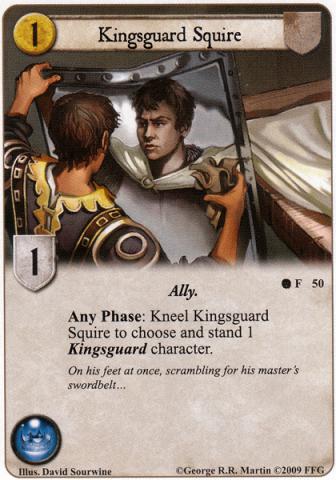 1
Kingsguard Squire
1
Ally.
F 50
Any Phase: Kneel Kingsguard
Squire to choose and stand 1
Kingsguard character.
On his feet at once, scrambling for his master's
swordbelt…
Illus. David Sourwine
©George R.R. Martin ©2009 FFG